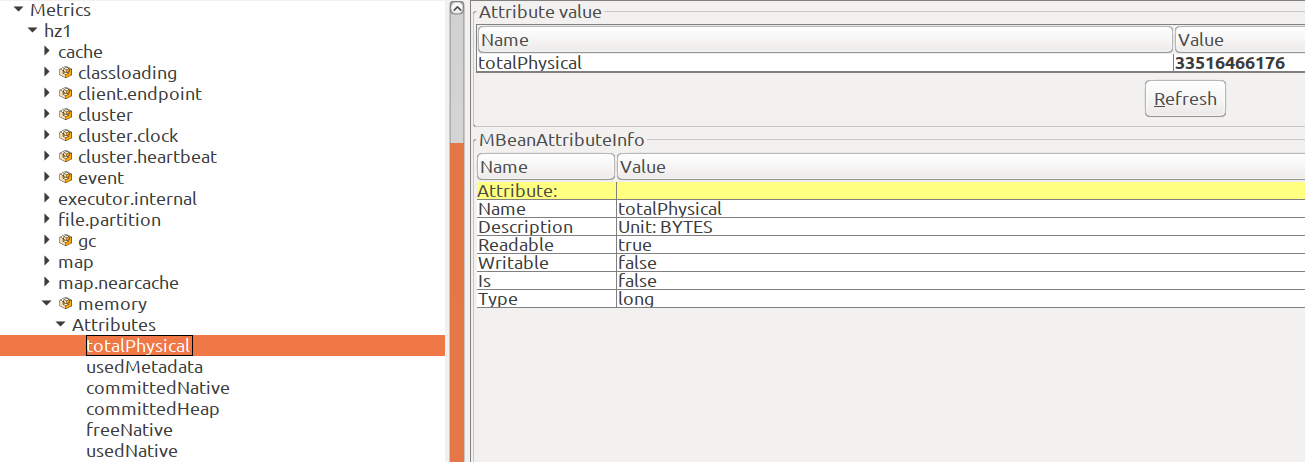 Metrics
hz1
cache
classloading
client.endpoint
cluster
cluster.clock
cluster.heartbeat
event
executor.internal
file.partition
gc
map
map.nearcache
memory
Attributes
totalPhysical
usedMetadata
committedNative
committedHeap
freeNative
usedNative
Attribute value
Name Value
totalPhysical 33516466176
Refresh
MBeanAttributeInfo
Name Value
Attribute:
Name totalPhysical
Description Unit: BYTES
Readable true
Writable false
Is false
Type long